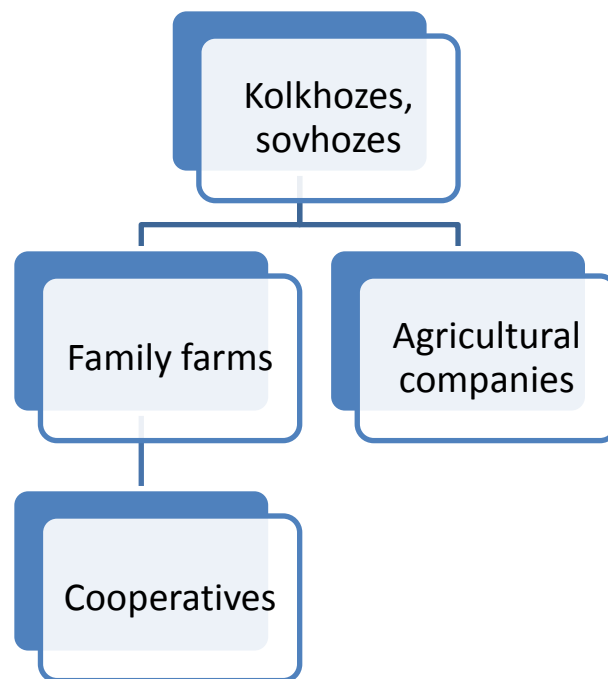 Kolkhozes,
sovhozes
Family farms
Agricultural
companies
Cooperatives